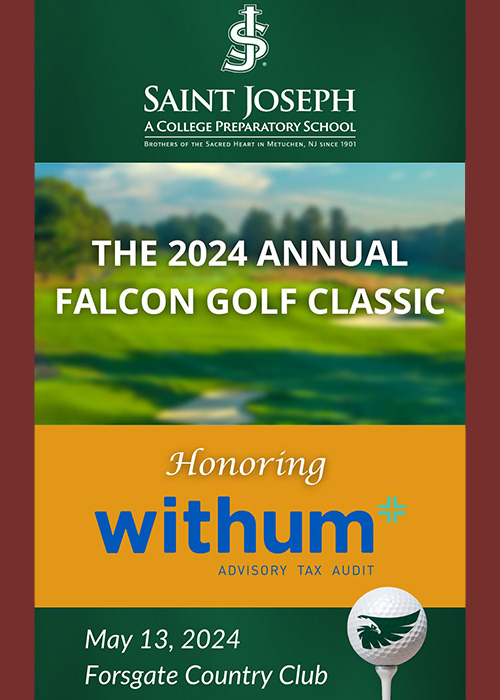 SJ
SAINT JOSEPH
A COLLEGE PREPARATORY SCHOOL
BROTHERS OF THE SACRED HEART IN METUCHEN, NJ SINCE 1901
THE 2024 ANNUAL
FALCON GOLF CLASSIC
Honoring
withum+
ADVISORY TAX AUDIT
May 13, 2024
Forsgate Country Club